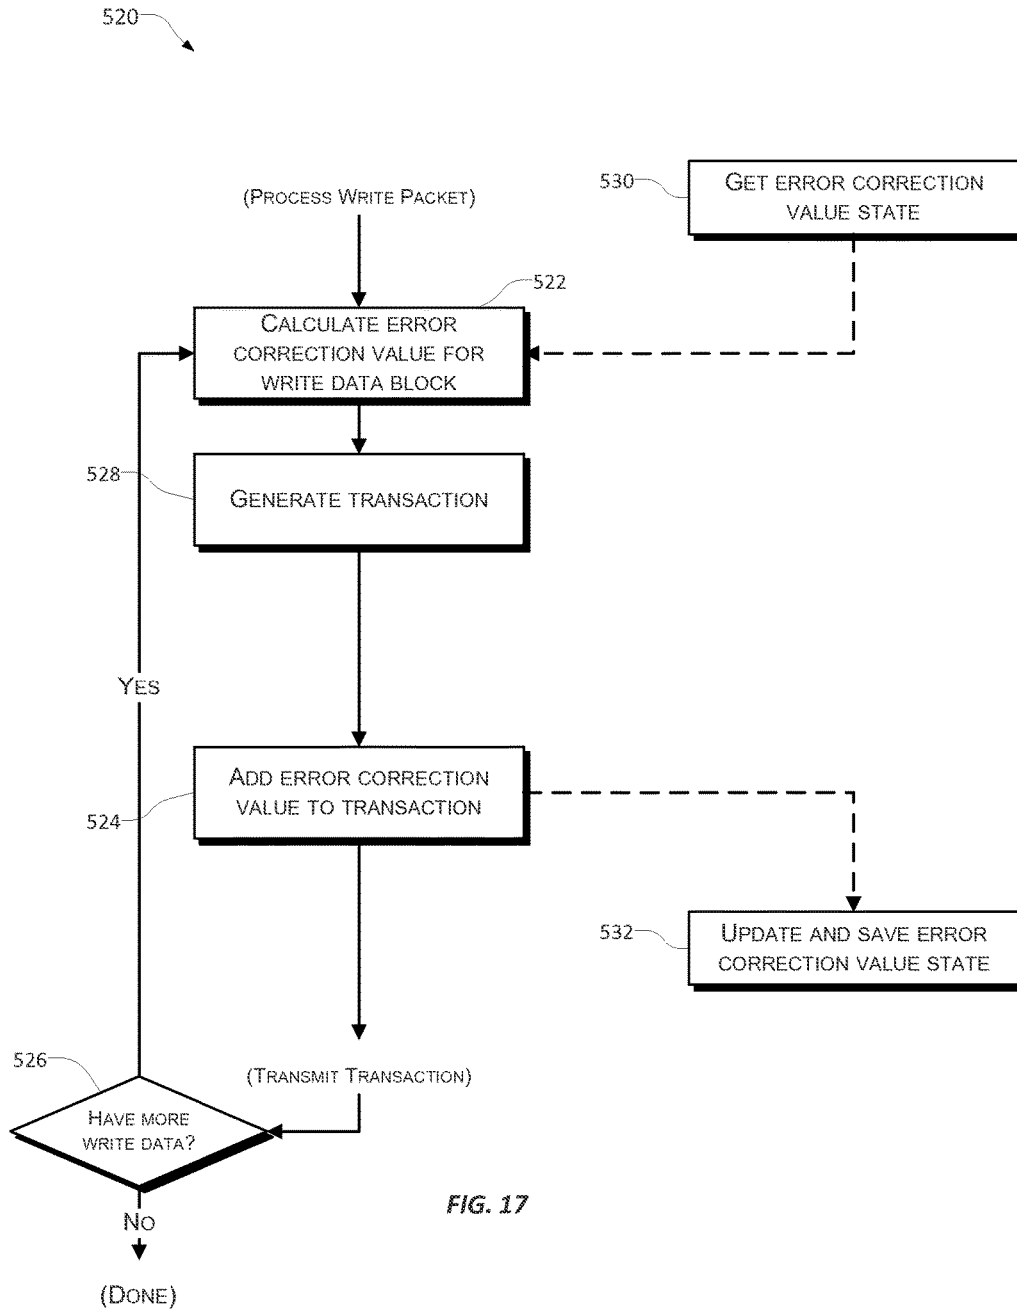 520
(PROCESS WRITE PACKET)
530
GET ERROR CORRECTION
VALUE STATE
522
CALCULATE ERROR
CORRECTION VALUE FOR
WRITE DATA BLOCK
528
GENERATE TRANSACTION
YES
ADD ERROR CORRECTION
VALUE TO TRANSACTION
524
532
UPDATE AND SAVE ERROR
CORRECTION VALUE STATE
526
(TRANSMIT TRANSACTION)
HAVE MORE
WRITE DATA?
FIG. 17
NO
(DONE)